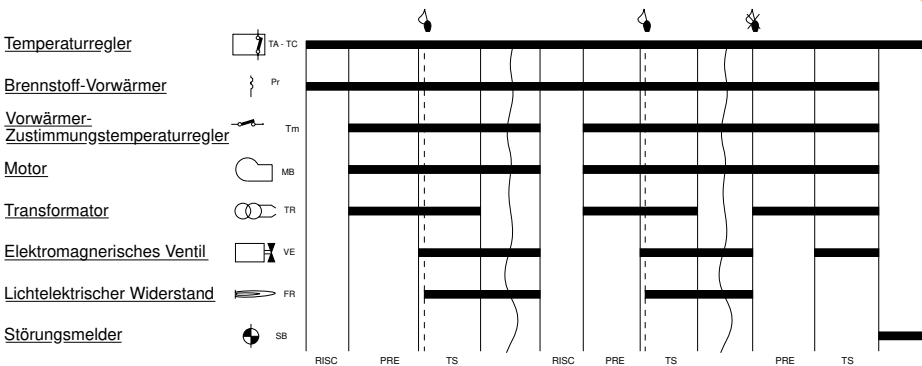 Temperaturregler TA - TC
Brennstoff-Vorwärmer Pr
Vorwärmer-
Zustimmungstemperaturregler Tm
Motor MB
Transformator TR
Elektromagnerisches Ventil VE
Lichtelektrischer Widerstand FR
Störungsmelder SB
RISC PRE TS RISC PRE TS PRE TS